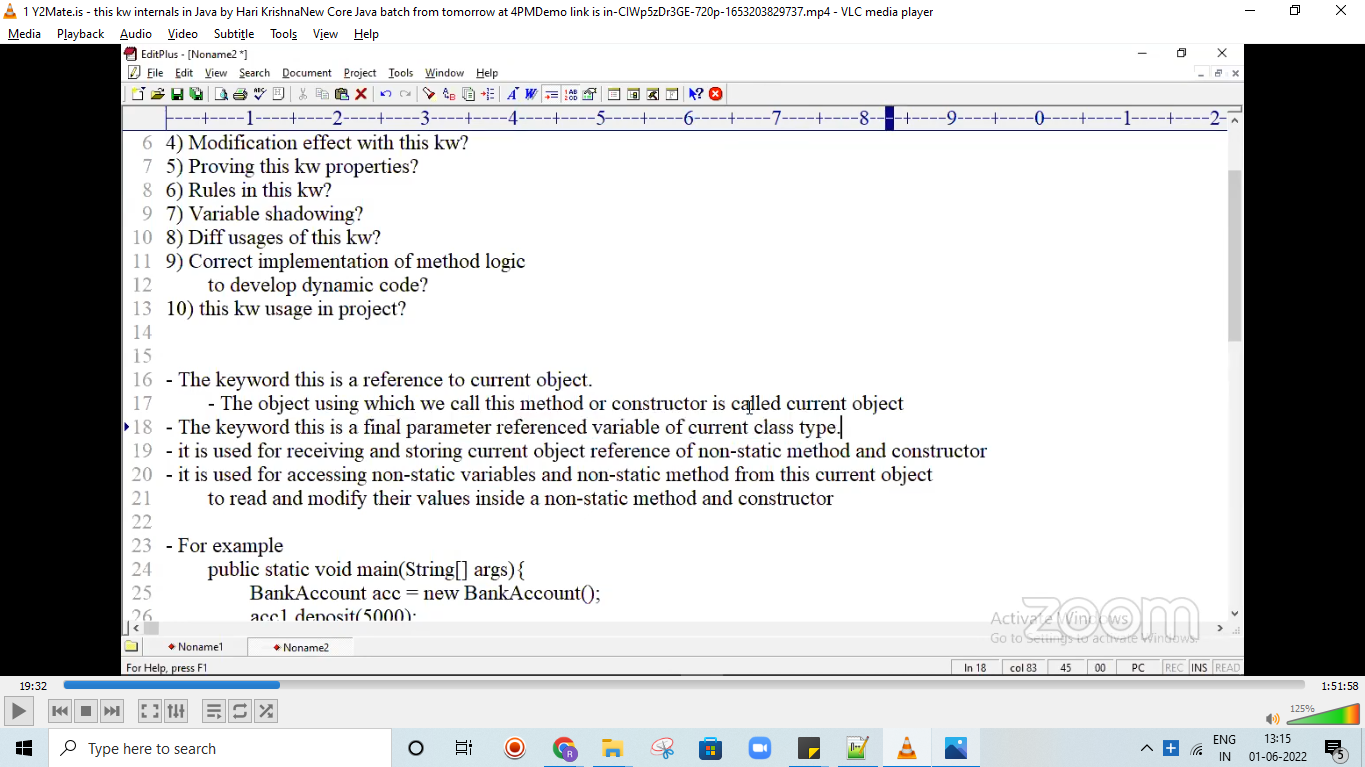 1 Y2Mate.is - this kw internals in Java by Hari KrishnaNew Core Java batch from tomorrow at 4PMDemo link is in-ClWp5zDr3GE-720p-1653203829737.mp4 - VLC media player
Media Playback Audio Video Subtitle Tools View Help
EditPlus - [Noname2 *]
File Edit View Search Document Project Tools Window Help
----+----1----+----2----+----3----+----4----+----5----+----6----+----7----+----8----+----9----+----0----+----1----+----2-
6 4) Modification effect with this kw?
7 5) Proving this kw properties?
8 6) Rules in this kw?
9 7) Variable shadowing?
10 8) Diff usages of this kw?
11 9) Correct implementation of method logic
12 to develop dynamic code?
13 10) this kw usage in project?
14
15
16 - The keyword this is a reference to current object.
17 - The object using which we call this method or constructor is called current object
18 - The keyword this is a final parameter referenced variable of current class type.
19 - it is used for receiving and storing current object reference of non-static method and constructor
20 - it is used for accessing non-static variables and non-static method from this current object
21 to read and modify their values inside a non-static method and constructor
22
23 - For example
24 public static void main(String[] args){
25 BankAccount acc = new BankAccount();
26 acc1.deposit(5000);
zoom
Activate Windows
Go to Settings to activate Windows.
Noname1 Noname2
For Help, press F1 ln 18 col 83 45 00 PC REC INS READ
19:32 1:51:58
125%
Type here to search
ENG
IN
13:15
01-06-2022
5